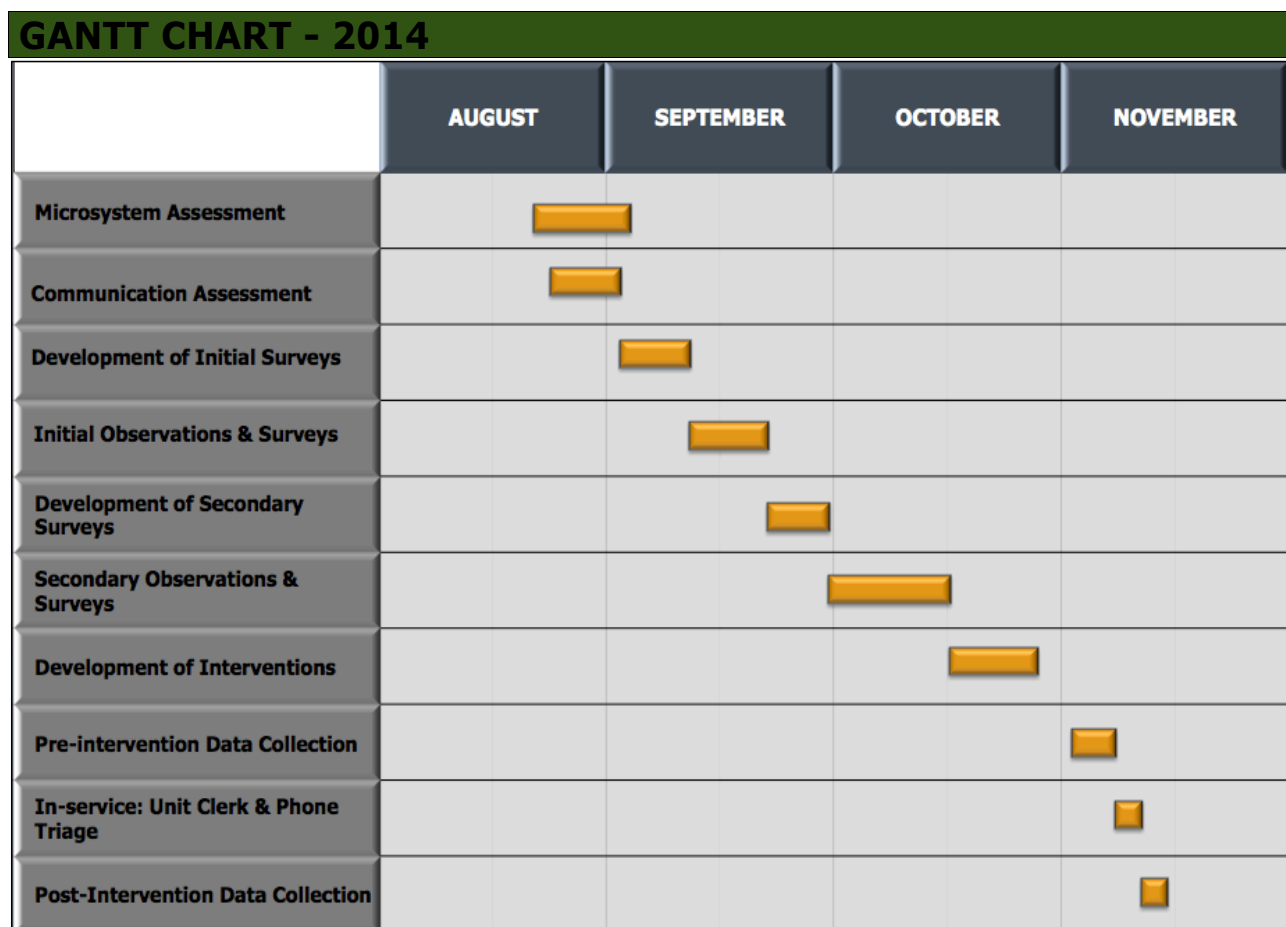 GANTT CHART - 2014
AUGUST SEPTEMBER OCTOBER NOVEMBER
Microsystem Assessment
Communication Assessment
Development of Initial Surveys
Initial Observations & Surveys
Development of Secondary
Surveys
Secondary Observations &
Surveys
Development of Interventions
Pre-intervention Data Collection
In-service: Unit Clerk & Phone
Triage
Post-Intervention Data Collection